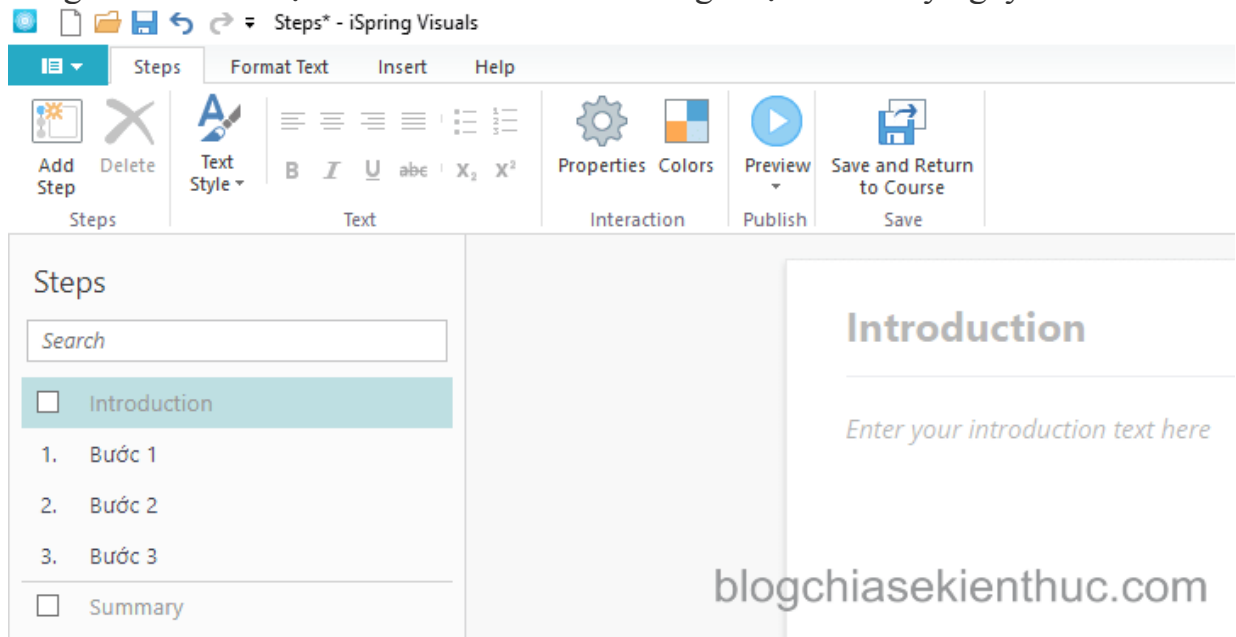 Steps* - iSpring Visuals
Steps Format Text Insert Help
Add Step Delete Text Style B I U abc X₂ X² Properties Colors Preview Save and Return to Course
Steps Text Interaction Publish Save
Steps
Search
Introduction
1. Bước 1
2. Bước 2
3. Bước 3
Summary
Introduction
Enter your introduction text here
blogchiasekienthuc.com